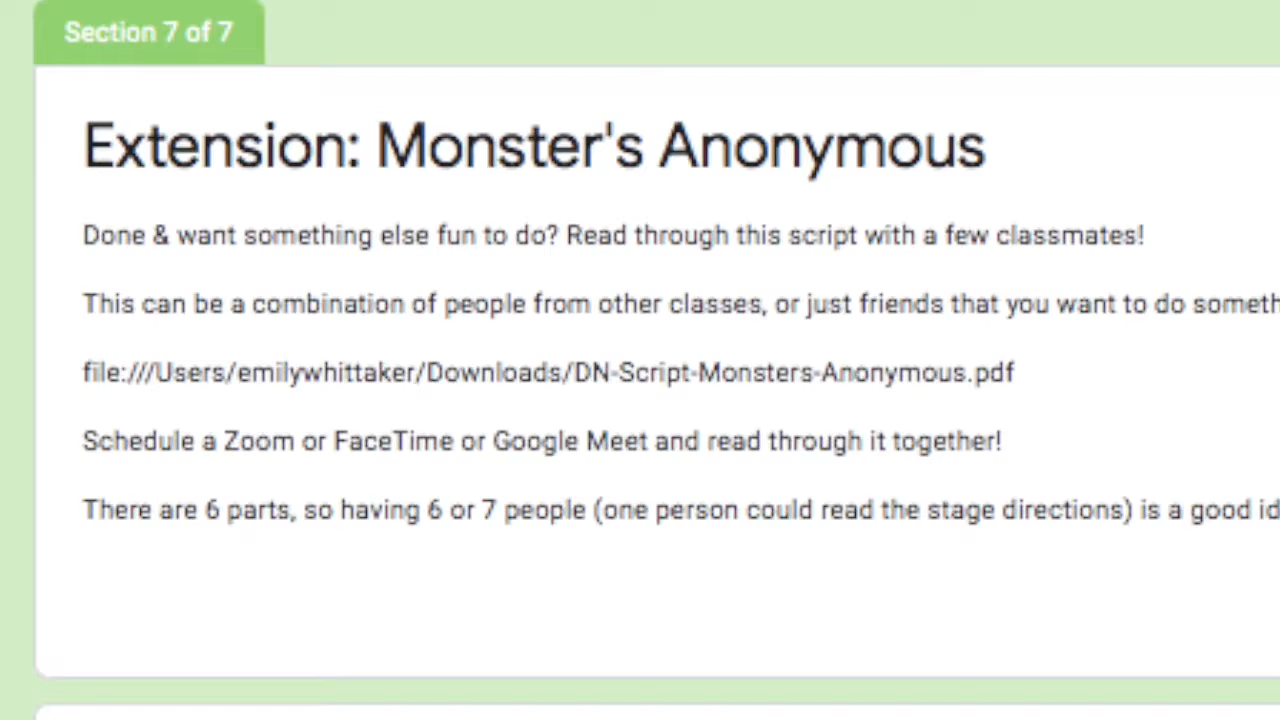 Section 7 of 7
Extension: Monster's Anonymous
Done & want something else fun to do? Read through this script with a few classmates!
This can be a combination of people from other classes, or just friends that you want to do
file:///Users/emilywhittaker/Downloads/DN-Script-Monsters-Anonymous.pdf
Schedule a Zoom or FaceTime or Google Meet and read through it together!
There are 6 parts, so having 6 or 7 people (one person could read the stage directions) is a good